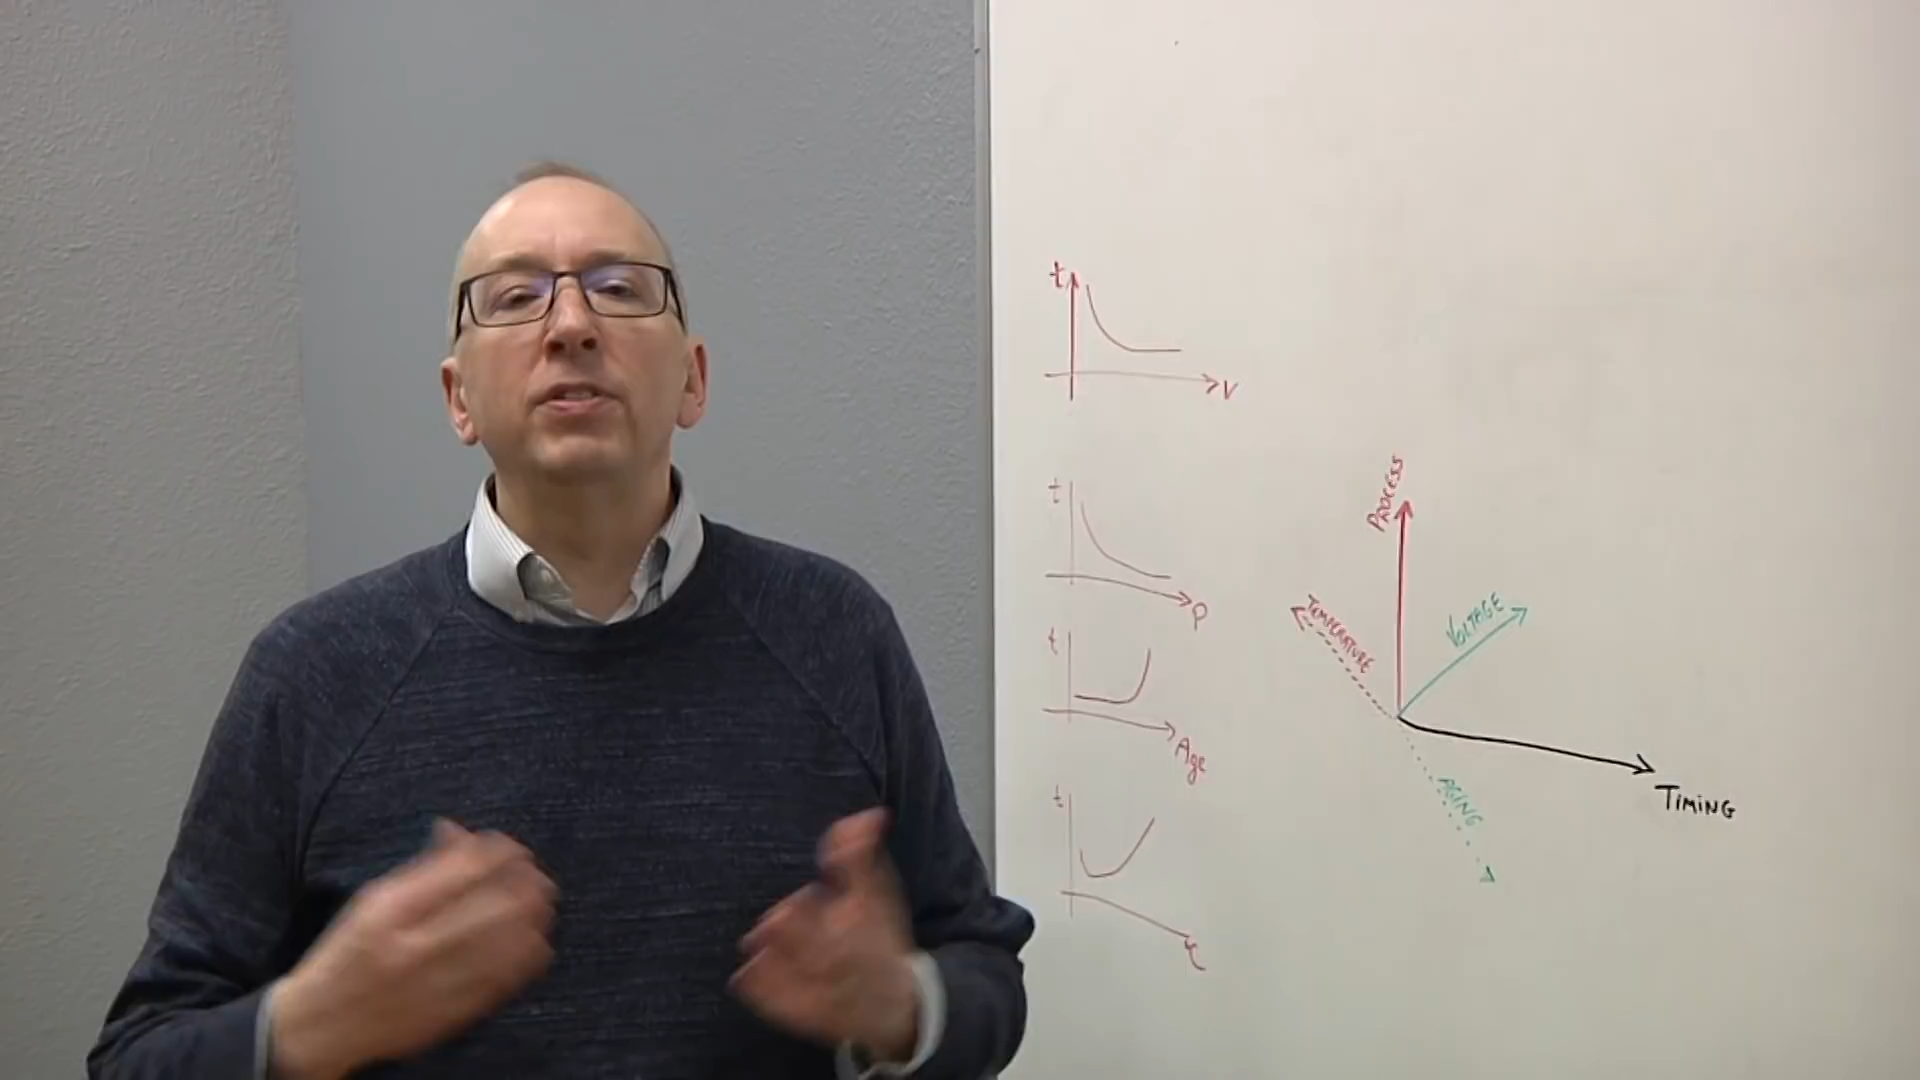 t
V
t
P
t
Age
t
PROCESS
VOLTAGE
TEMPERATURE
AGING
TIMING